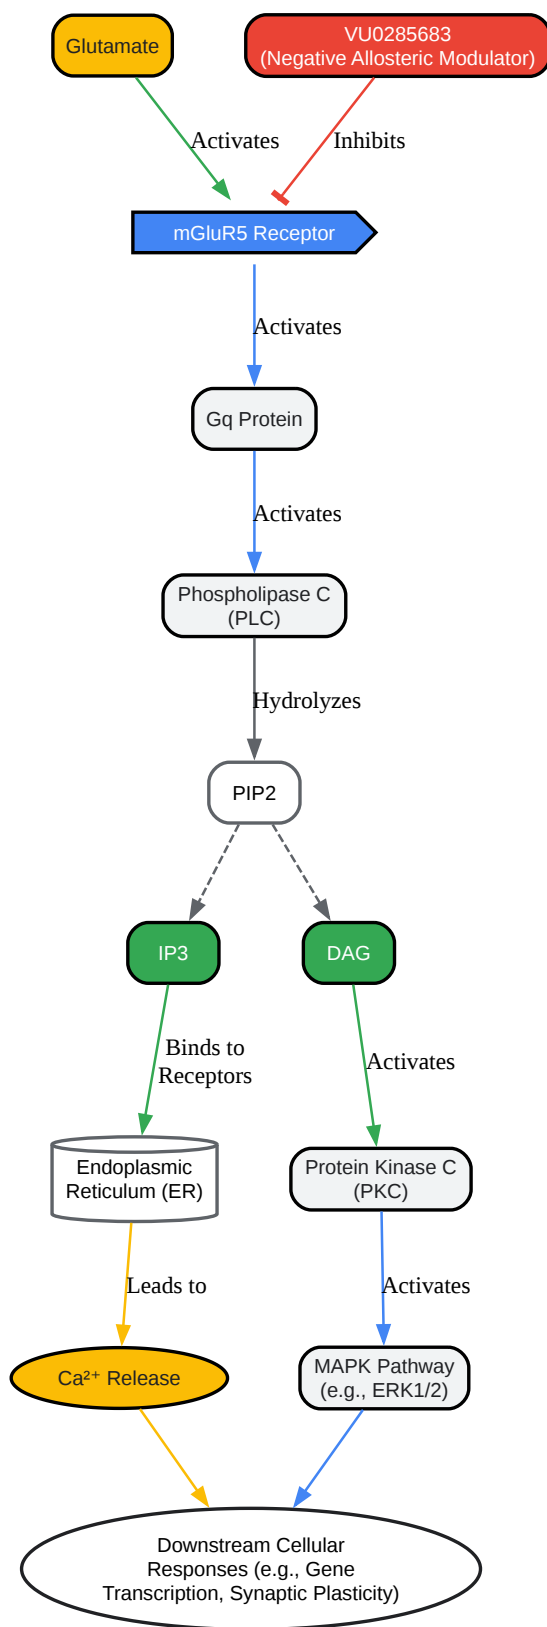 Glutamate
VU0285683
(Negative Allosteric Modulator)
Activates
Inhibits
mGluR5 Receptor
Activates
Gq Protein
Activates
Phospholipase C
(PLC)
Hydrolyzes
PIP2
IP3
DAG
Binds to
Receptors
Activates
Endoplasmic
Reticulum (ER)
Protein Kinase C
(PKC)
Leads to
Activates
Ca²⁺ Release
MAPK Pathway
(e.g., ERK1/2)
Downstream Cellular
Responses (e.g., Gene
Transcription, Synaptic Plasticity)